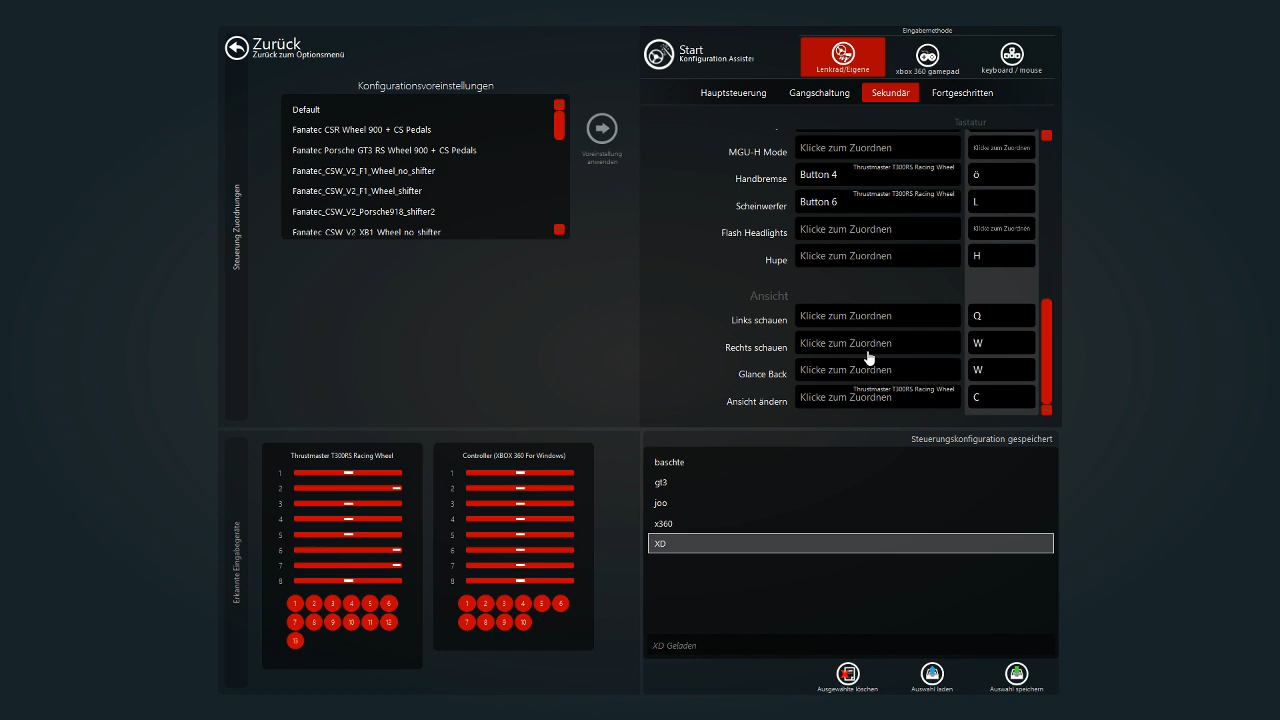 Zurück
Zurück zum Optionsmenü
Konfigurationsvoreinstellungen
Default
Fanatec CSR Wheel 900 + CS Pedals
Fanatec Porsche GT3 RS Wheel 900 + CS Pedals
Fanatec_CSW_V2_F1_Wheel_no_shifter
Fanatec_CSW_V2_F1_Wheel_shifter
Fanatec_CSW_V2_Porsche918_shifter2
Fanatec_CSW_V2_XB1_Wheel_no_shifter
Voreinstellung
anwenden
Steuerung Zuordnungen
Start
Konfiguration Assister
Eingabemethode
Lenkrad/Eigene
xbox 360 gamepad
keyboard / mouse
Hauptsteuerung
Gangschaltung
Sekundär
Fortgeschritten
Tastatur
MGU-H Mode
Klicke zum Zuordnen
Klicke zum Zuordnen
Handbremse
Button 4
Thrustmaster T300RS Racing Wheel
ö
Scheinwerfer
Button 6
Thrustmaster T300RS Racing Wheel
L
Flash Headlights
Klicke zum Zuordnen
Klicke zum Zuordnen
Hupe
Klicke zum Zuordnen
H
Ansicht
Links schauen
Klicke zum Zuordnen
Q
Rechts schauen
Klicke zum Zuordnen
W
Glance Back
Klicke zum Zuordnen
W
Ansicht ändern
Klicke zum Zuordnen
Thrustmaster T300RS Racing Wheel
C
Erkannte Eingabegeräte
Thrustmaster T300RS Racing Wheel
1
2
3
4
5
6
7
8
1 2 3 4 5 6
7 8 9 10 11 12
13
Controller (XBOX 360 For Windows)
1
2
3
4
5
6
7
8
1 2 3 4 5 6
7 8 9 10
Steuerungskonfiguration gespeichert
baschte
gt3
joo
x360
XD
XD Geladen
Ausgewählte löschen
Auswahl laden
Auswahl speichern